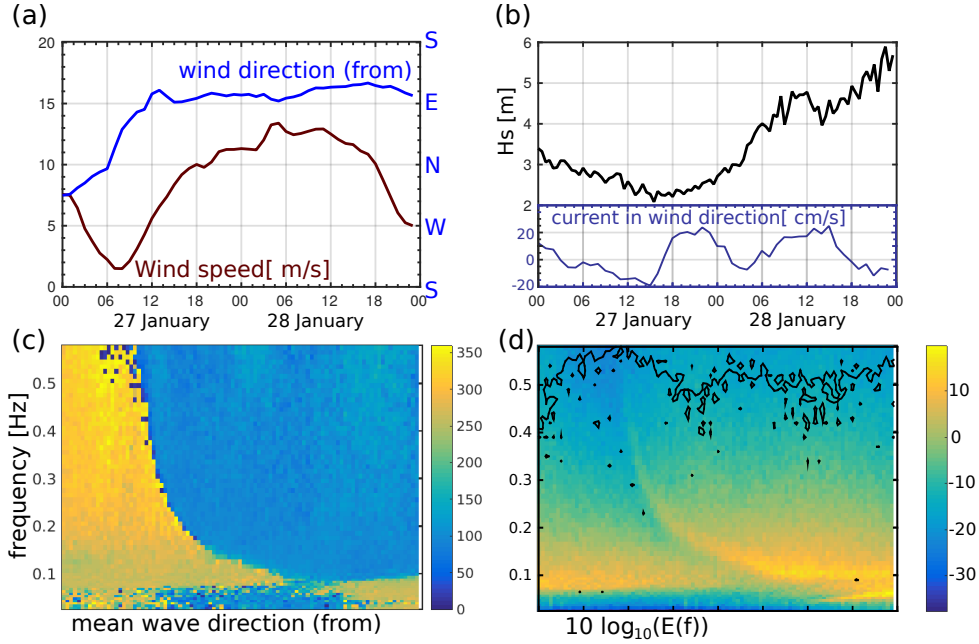 (a)
20
15
10
5
0
wind direction (from)
Wind speed[ m/s]
S
E
N
W
S
00 06 12 18 00 06 12 18 00
27 January 28 January
(b)
6
5
4
3
2
Hs [m]
current in wind direction[ cm/s]
20
0
-20
00 06 12 18 00 06 12 18 00
27 January 28 January
(c)
frequency [Hz]
0.5
0.4
0.3
0.2
0.1
350
300
250
200
150
100
50
0
mean wave direction (from)
(d)
0.5
0.4
0.3
0.2
0.1
10
0
-10
-20
-30
10 log10(E(f))